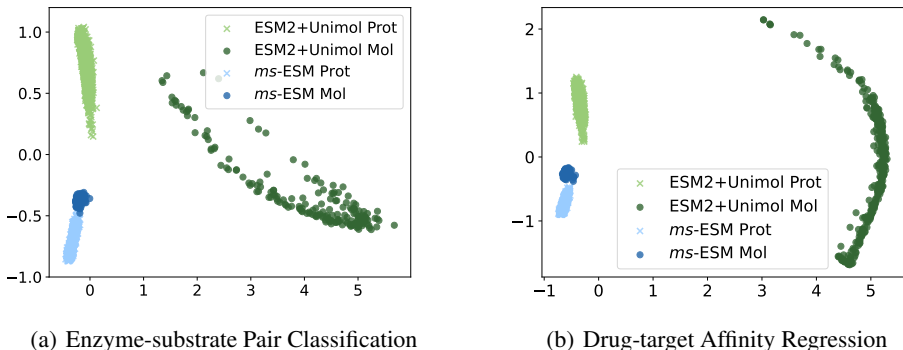 1.0
0.5
0.0
−0.5
−1.0
0 1 2 3 4 5
ESM2+Unimol Prot
ESM2+Unimol Mol
ms-ESM Prot
ms-ESM Mol
(a) Enzyme-substrate Pair Classification
2
1
0
−1
−1 0 1 2 3 4 5
ESM2+Unimol Prot
ESM2+Unimol Mol
ms-ESM Prot
ms-ESM Mol
(b) Drug-target Affinity Regression